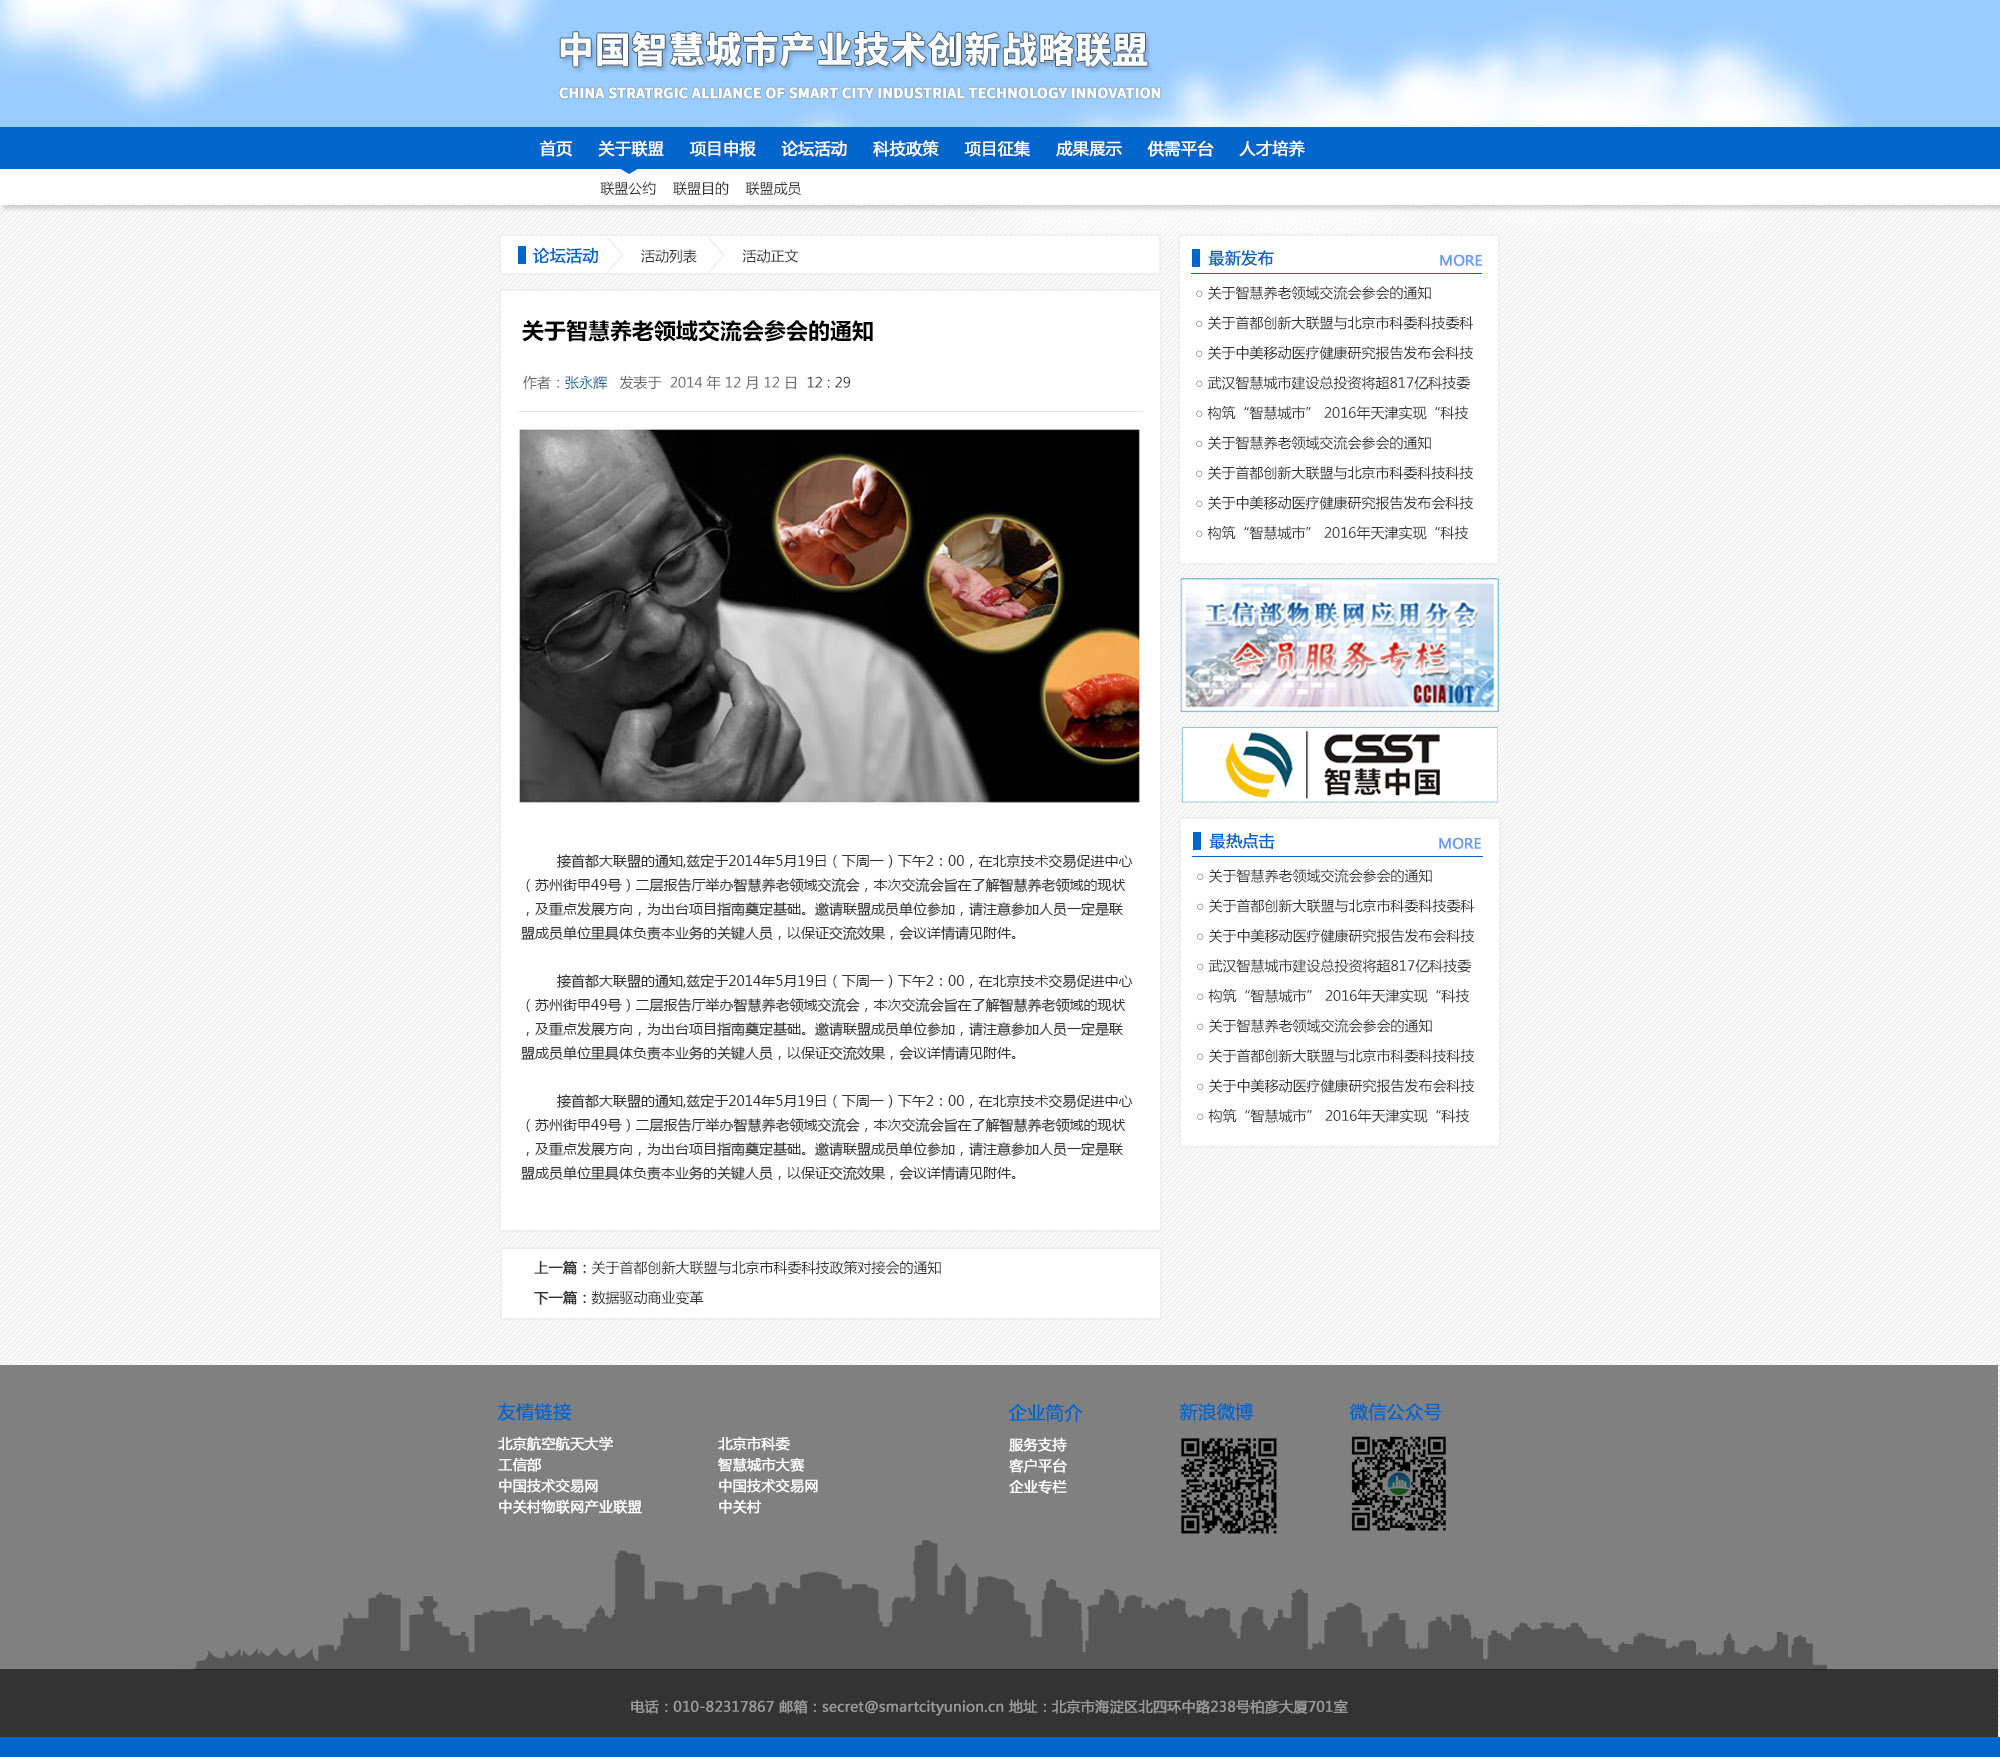 中国智慧城市产业技术创新战略联盟
CHINA STRATRGIC ALLIANCE OF SMART CITY INDUSTRIAL TECHNOLOGY INNOVATION
首页 关于联盟 项目申报 论坛活动 科技政策 项目征集 成果展示 供需平台 人才培养
联盟公约 联盟目的 联盟成员
论坛活动 活动列表 活动正文
关于智慧养老领域交流会参会的通知
作者：张永辉 发表于 2014 年 12 月 12 日 12 : 29
接首都大联盟的通知,兹定于2014年5月19日（下周一）下午2：00，在北京技术交易促进中心
（苏州街甲49号）二层报告厅举办智慧养老领域交流会，本次交流会旨在了解智慧养老领域的现状
，及重点发展方向，为出台项目指南奠定基础。邀请联盟成员单位参加，请注意参加人员一定是联
盟成员单位里具体负责本业务的关键人员，以保证交流效果，会议详情请见附件。
接首都大联盟的通知,兹定于2014年5月19日（下周一）下午2：00，在北京技术交易促进中心
（苏州街甲49号）二层报告厅举办智慧养老领域交流会，本次交流会旨在了解智慧养老领域的现状
，及重点发展方向，为出台项目指南奠定基础。邀请联盟成员单位参加，请注意参加人员一定是联
盟成员单位里具体负责本业务的关键人员，以保证交流效果，会议详情请见附件。
接首都大联盟的通知,兹定于2014年5月19日（下周一）下午2：00，在北京技术交易促进中心
（苏州街甲49号）二层报告厅举办智慧养老领域交流会，本次交流会旨在了解智慧养老领域的现状
，及重点发展方向，为出台项目指南奠定基础。邀请联盟成员单位参加，请注意参加人员一定是联
盟成员单位里具体负责本业务的关键人员，以保证交流效果，会议详情请见附件。
上一篇：关于首都创新大联盟与北京市科委科技政策对接会的通知
下一篇：数据驱动商业变革
最新发布 MORE
○ 关于智慧养老领域交流会参会的通知
○ 关于首都创新大联盟与北京市科委科技委科
○ 关于中美移动医疗健康研究报告发布会科技
○ 武汉智慧城市建设总投资将超817亿科技委
○ 构筑“智慧城市” 2016年天津实现“科技
○ 关于智慧养老领域交流会参会的通知
○ 关于首都创新大联盟与北京市科委科技科技
○ 关于中美移动医疗健康研究报告发布会科技
○ 构筑“智慧城市” 2016年天津实现“科技
工信部物联网应用分会
会员服务专栏
CCIAIOT
CSST
智慧中国
最热点击 MORE
○ 关于智慧养老领域交流会参会的通知
○ 关于首都创新大联盟与北京市科委科技委科
○ 关于中美移动医疗健康研究报告发布会科技
○ 武汉智慧城市建设总投资将超817亿科技委
○ 构筑“智慧城市” 2016年天津实现“科技
○ 关于智慧养老领域交流会参会的通知
○ 关于首都创新大联盟与北京市科委科技科技
○ 关于中美移动医疗健康研究报告发布会科技
○ 构筑“智慧城市” 2016年天津实现“科技
友情链接
北京航空航天大学 北京市科委
工信部 智慧城市大赛
中国技术交易网 中国技术交易网
中关村物联网产业联盟 中关村
企业简介
服务支持
客户平台
企业专栏
新浪微博
微信公众号
电话：010-82317867 邮箱：secret@smartcityunion.cn 地址：北京市海淀区北四环中路238号柏彦大厦701室